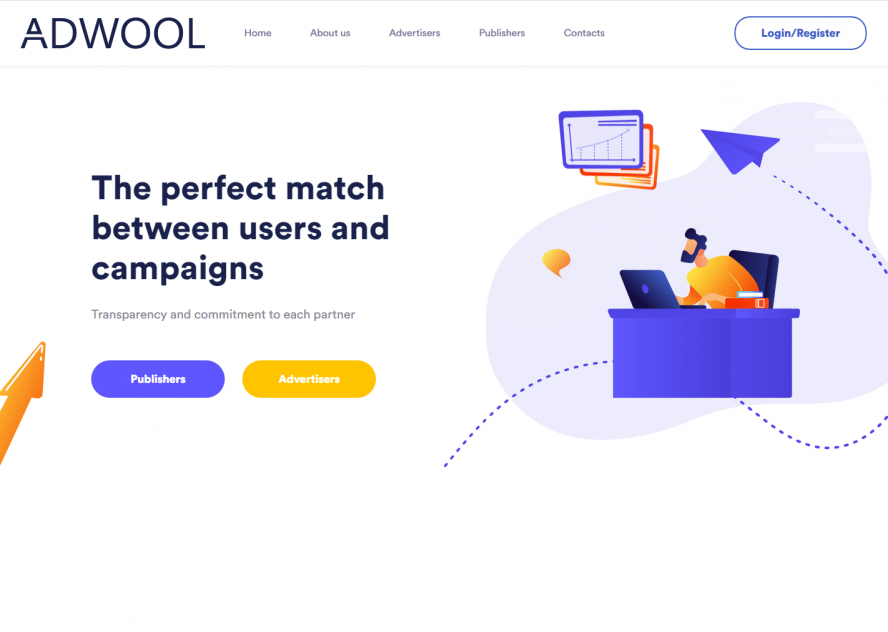 ADWOOL
Home
About us
Advertisers
Publishers
Contacts
Login/Register
The perfect match
between users and
campaigns
Transparency and commitment to each partner
Publishers
Advertisers